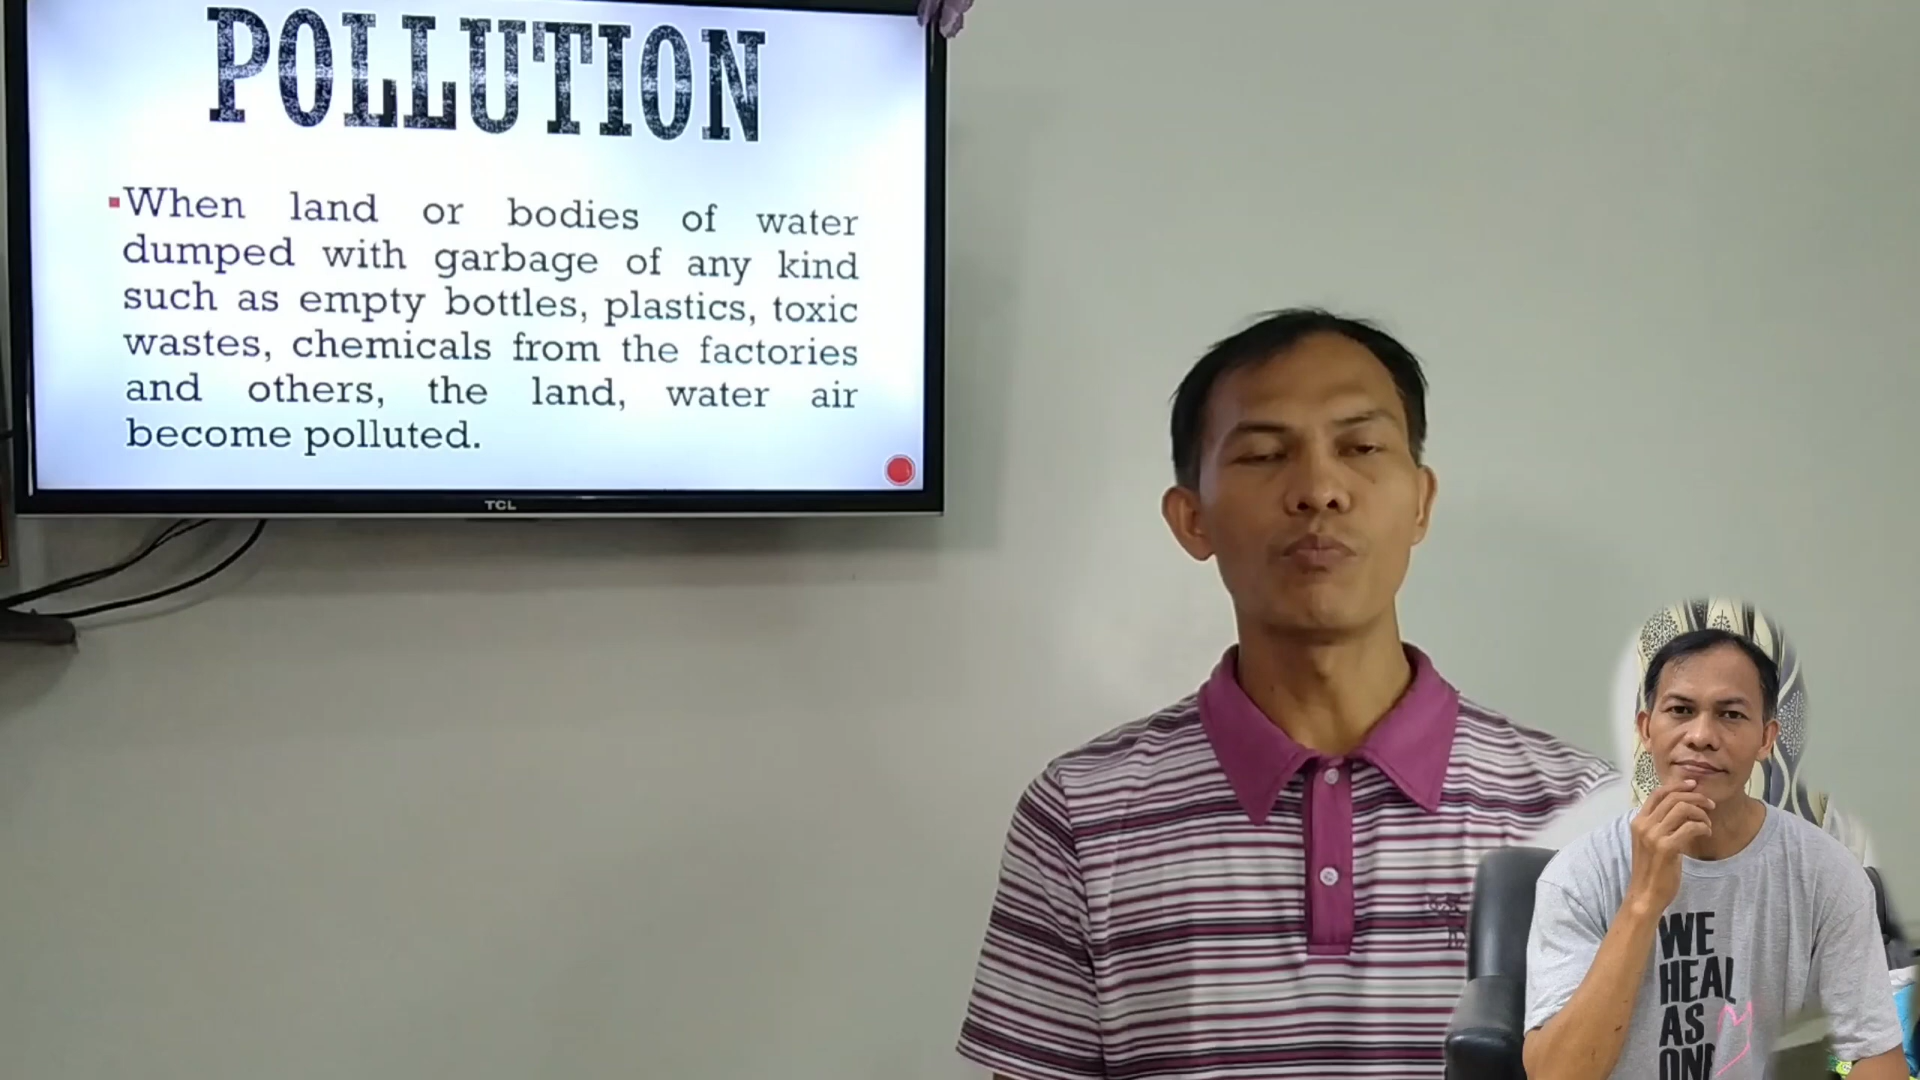 POLLUTION
▪When land or bodies of water
dumped with garbage of any kind
such as empty bottles, plastics, toxic
wastes, chemicals from the factories
and others, the land, water air
become polluted.
TCL
WE
HEAL
AS
ONE